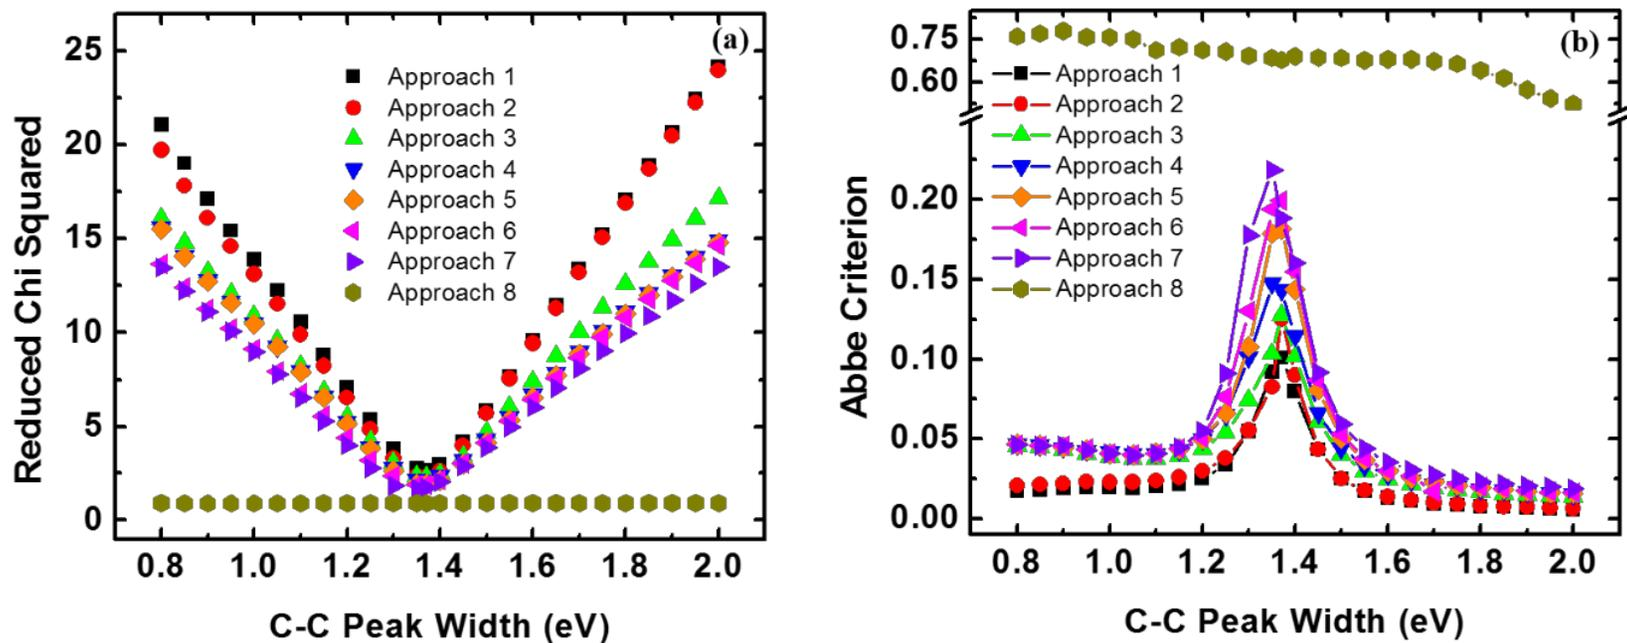 (a)
Reduced Chi Squared
25
20
15
10
5
0
Approach 1
Approach 2
Approach 3
Approach 4
Approach 5
Approach 6
Approach 7
Approach 8
0.8 1.0 1.2 1.4 1.6 1.8 2.0
C-C Peak Width (eV)
(b)
Abbe Criterion
0.75
0.60
0.20
0.15
0.10
0.05
0.00
Approach 1
Approach 2
Approach 3
Approach 4
Approach 5
Approach 6
Approach 7
Approach 8
0.8 1.0 1.2 1.4 1.6 1.8 2.0
C-C Peak Width (eV)